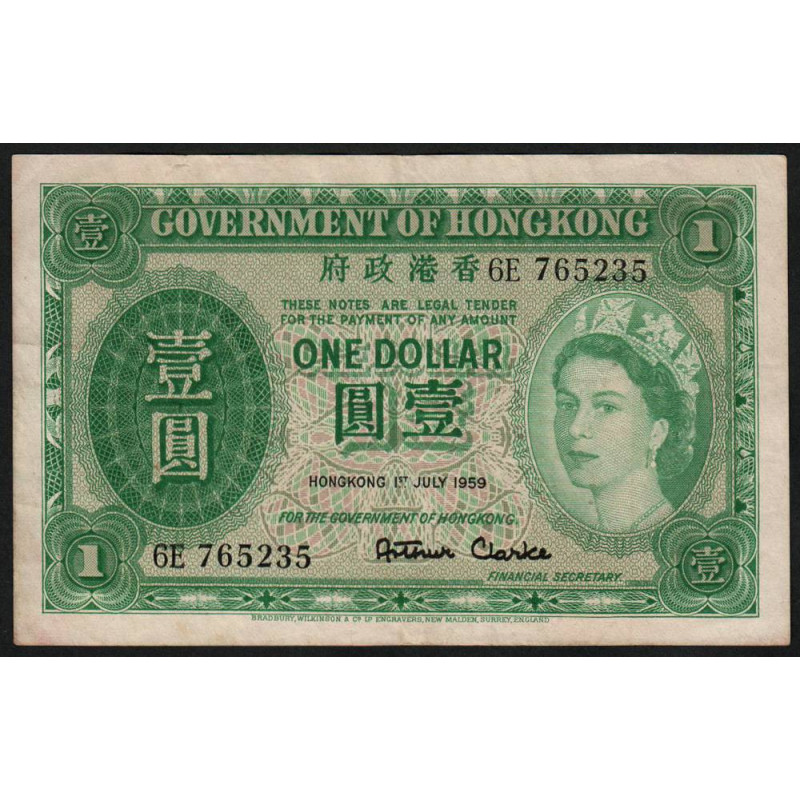 壹 GOVERNMENT OF HONGKONG 1
府政港香 6E 765235
THESE NOTES ARE LEGAL TENDER
FOR THE PAYMENT OF ANY AMOUNT
ONE DOLLAR
圓壹
壹
圓
HONGKONG 1ST JULY 1959
FOR THE GOVERNMENT OF HONGKONG.
1 6E 765235 Arthur Clarke 壹
FINANCIAL SECRETARY.
BRADBURY, WILKINSON & Co. Ld. ENGRAVERS, NEW MALDEN, SURREY, ENGLAND